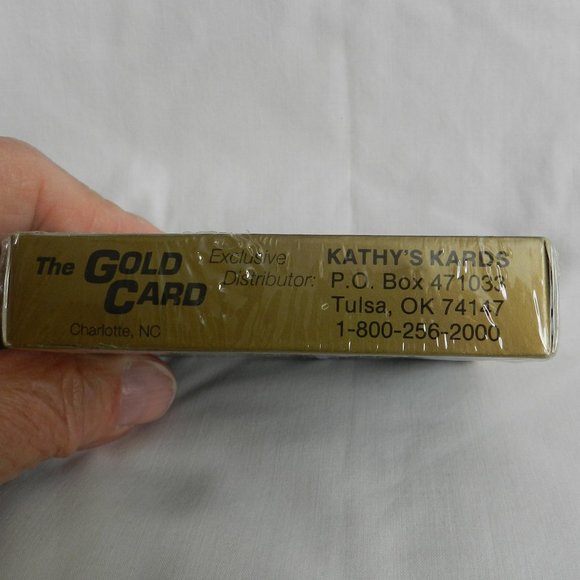 The GOLD CARD
Charlotte, NC
Exclusive
Distributor:
KATHY'S KARDS
P.O. Box 471033
Tulsa, OK 74147
1-800-256-2000